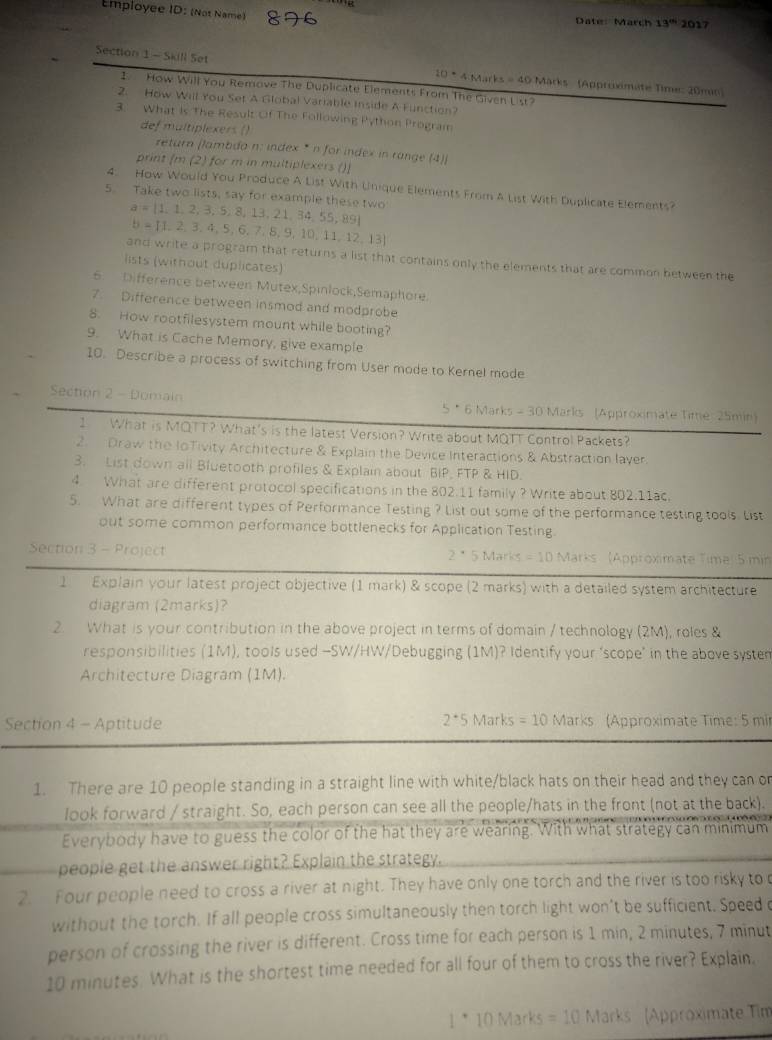 Employee ID: (Not Name) 876
Date: March 13th 2017
Section 1 – Skill Set
10 * 4 Marks = 40 Marks (Approximate Time: 20min)
1. How Will You Remove The Duplicate Elements From The Given List?
2. How Will You Set A Global Variable Inside A Function?
3. What Is The Result Of The Following Python Program
def multiplexers ():
return [lambda n: index * n for index in range (4)]
print [m (2) for m in multiplexers ()]
4. How Would You Produce A List With Unique Elements From A List With Duplicate Elements?
5. Take two lists, say for example these two
a = [1, 1, 2, 3, 5, 8, 13, 21, 34, 55, 89]
b = [1, 2, 3, 4, 5, 6, 7, 8, 9, 10, 11, 12, 13]
and write a program that returns a list that contains only the elements that are common between the
lists (without duplicates)
6. Difference between Mutex,Spinlock,Semaphore.
7. Difference between insmod and modprobe
8. How rootfilesystem mount while booting?
9. What is Cache Memory, give example
10. Describe a process of switching from User mode to Kernel mode
Section 2 – Domain
5 * 6 Marks = 30 Marks (Approximate Time: 25min)
1. What is MQTT? What's is the latest Version? Write about MQTT Control Packets?
2. Draw the IoTivity Architecture & Explain the Device Interactions & Abstraction layer.
3. List down all Bluetooth profiles & Explain about BIP, FTP & HID.
4. What are different protocol specifications in the 802.11 family ? Write about 802.11ac.
5. What are different types of Performance Testing ? List out some of the performance testing tools. List
out some common performance bottlenecks for Application Testing.
Section 3 – Project
2 * 5 Marks = 10 Marks (Approximate Time: 5 min
1. Explain your latest project objective (1 mark) & scope (2 marks) with a detailed system architecture
diagram (2marks)?
2. What is your contribution in the above project in terms of domain / technology (2M), roles &
responsibilities (1M), tools used –SW/HW/Debugging (1M)? Identify your 'scope' in the above system
Architecture Diagram (1M).
Section 4 – Aptitude
2*5 Marks = 10 Marks (Approximate Time: 5 mi
1. There are 10 people standing in a straight line with white/black hats on their head and they can on
look forward / straight. So, each person can see all the people/hats in the front (not at the back).
Everybody have to guess the color of the hat they are wearing. With what strategy can minimum
people get the answer right? Explain the strategy.
2. Four people need to cross a river at night. They have only one torch and the river is too risky to c
without the torch. If all people cross simultaneously then torch light won't be sufficient. Speed o
person of crossing the river is different. Cross time for each person is 1 min, 2 minutes, 7 minut
10 minutes. What is the shortest time needed for all four of them to cross the river? Explain.
1 * 10 Marks = 10 Marks (Approximate Tim